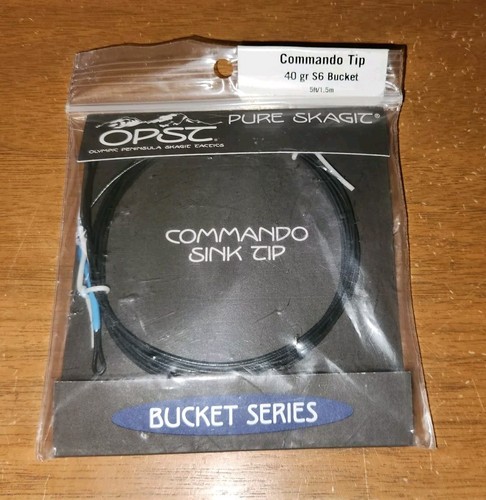 Commando Tip
40 gr S6 Bucket
5ft/1.5m
PURE SKAGIT®
OPST®
OLYMPIC PENINSULA SKAGIT TACTICS
COMMANDO
SINK TIP
BUCKET SERIES